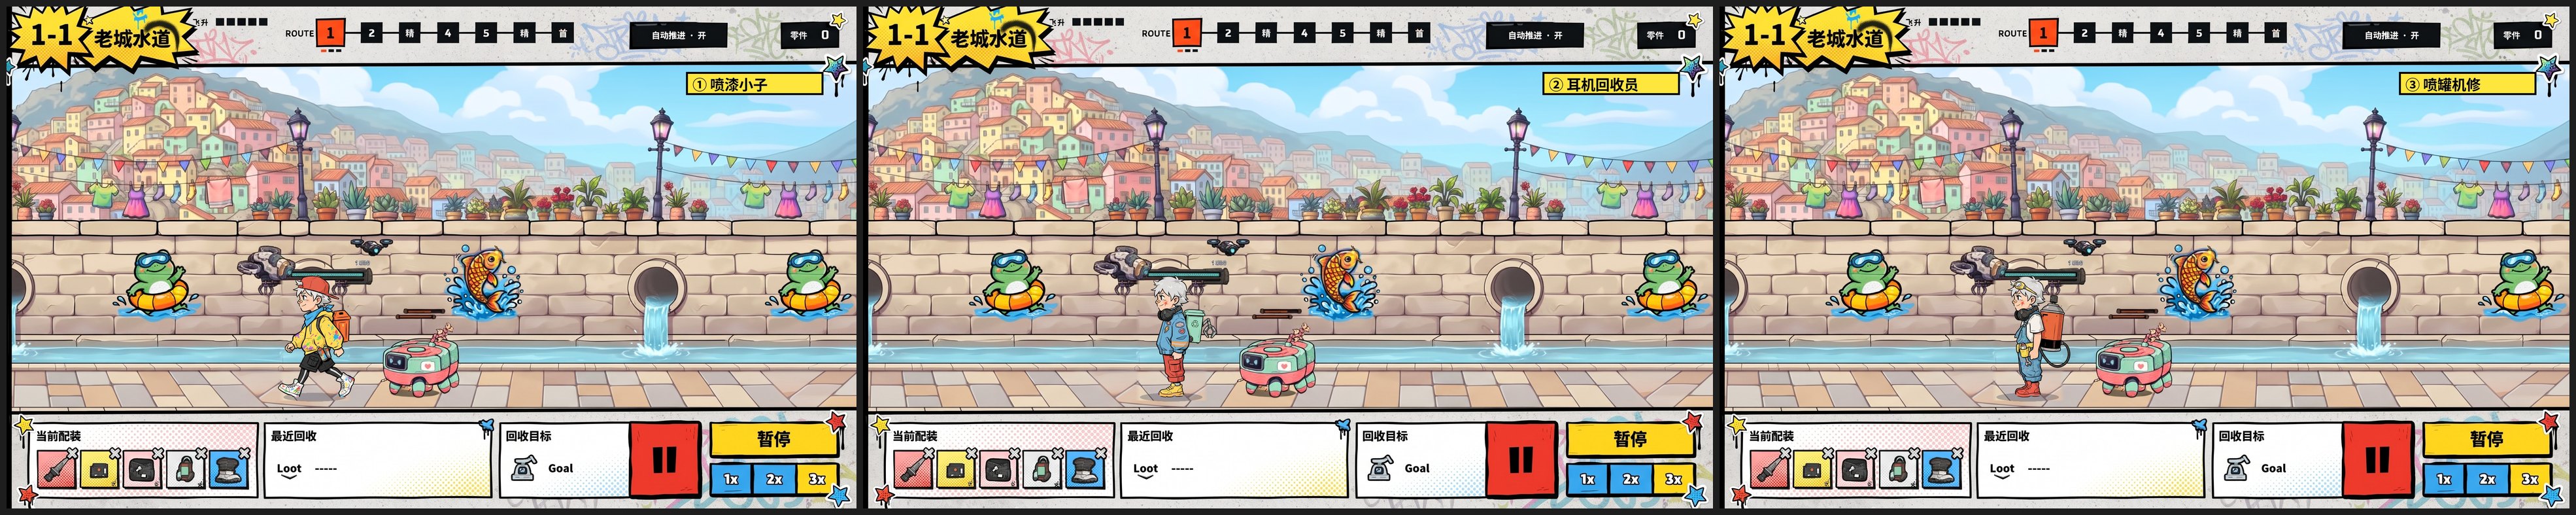 1-1 老城水道 飞升 ROUTE 1 2 精 4 5 精 首 自动推进 · 开 零件 0
① 喷漆小子
当前配装 最近回收 回收目标 暂停
Loot ----- Goal 1x 2x 3x
1-1 老城水道 飞升 ROUTE 1 2 精 4 5 精 首 自动推进 · 开 零件 0
② 耳机回收员
当前配装 最近回收 回收目标 暂停
Loot ----- Goal 1x 2x 3x
1-1 老城水道 飞升 ROUTE 1 2 精 4 5 精 首 自动推进 · 开 零件 0
③ 喷罐机修
当前配装 最近回收 回收目标 暂停
Loot ----- Goal 1x 2x 3x